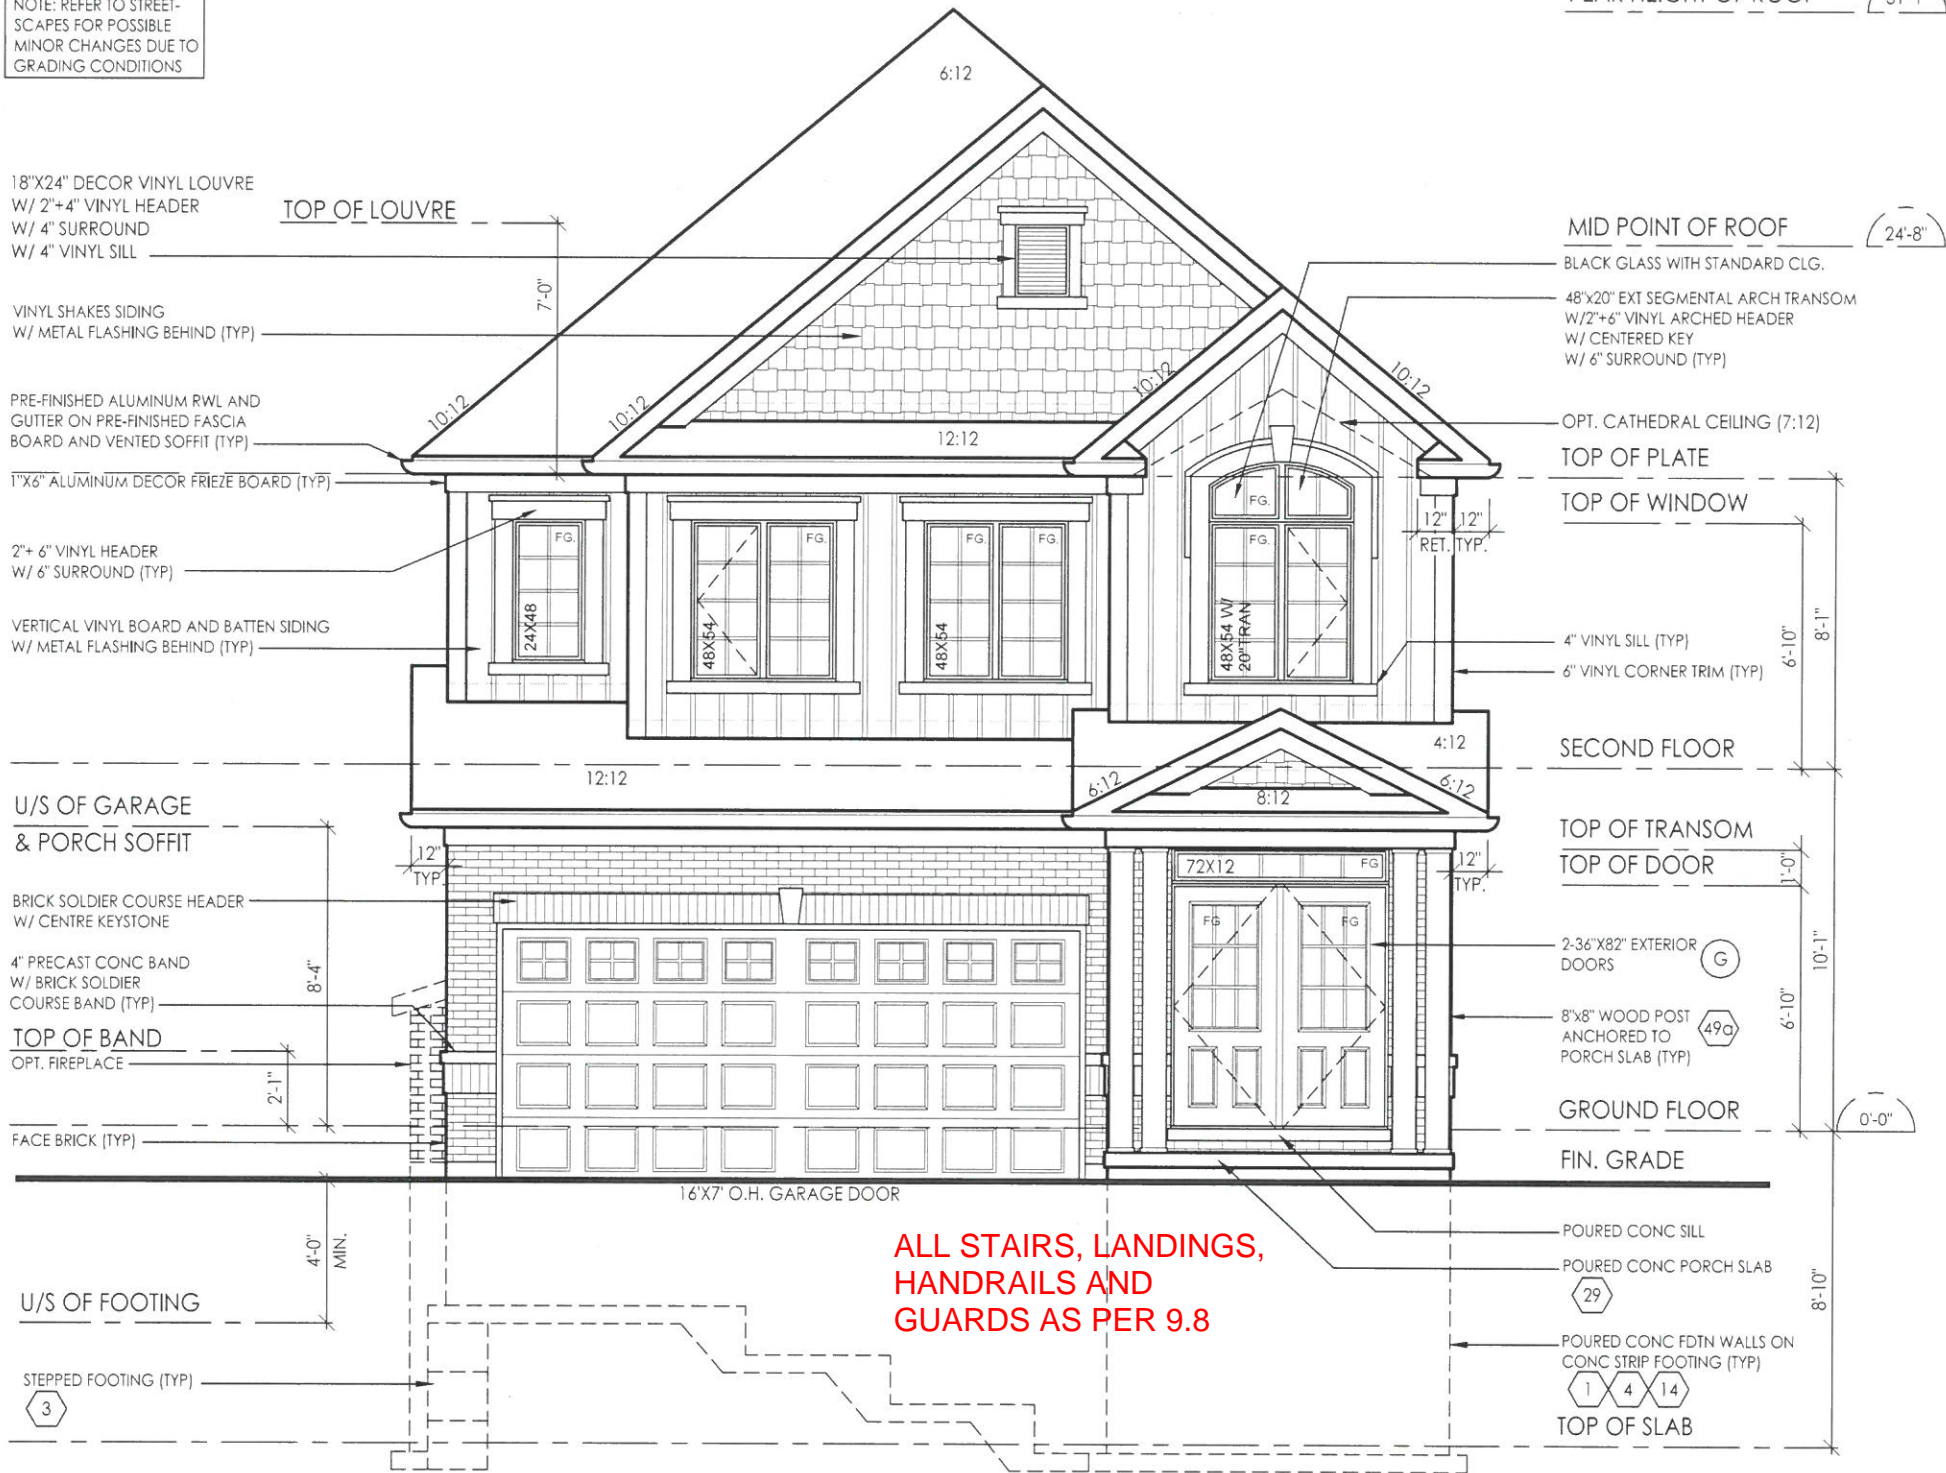 NOTE: REFER TO STREET-
SCAPES FOR POSSIBLE
MINOR CHANGES DUE TO
GRADING CONDITIONS
18"X24" DECOR VINYL LOUVRE
W/ 2"+4" VINYL HEADER
W/ 4" SURROUND
W/ 4" VINYL SILL
TOP OF LOUVRE
7'-0"
VINYL SHAKES SIDING
W/ METAL FLASHING BEHIND (TYP)
PRE-FINISHED ALUMINUM RWL AND
GUTTER ON PRE-FINISHED FASCIA
BOARD AND VENTED SOFFIT (TYP)
1"X6" ALUMINUM DECOR FRIEZE BOARD (TYP)
2"+ 6" VINYL HEADER
W/ 6" SURROUND (TYP)
VERTICAL VINYL BOARD AND BATTEN SIDING
W/ METAL FLASHING BEHIND (TYP)
U/S OF GARAGE
& PORCH SOFFIT
BRICK SOLDIER COURSE HEADER
W/ CENTRE KEYSTONE
4" PRECAST CONC BAND
W/ BRICK SOLDIER
COURSE BAND (TYP)
8'-4"
TOP OF BAND
OPT. FIREPLACE
2'-1"
FACE BRICK (TYP)
4'-0"
MIN.
U/S OF FOOTING
STEPPED FOOTING (TYP)
3
6:12
10:12
10:12
12:12
10:12
10:12
FG.
24X48
FG.
48X54
FG.
FG.
48X54
FG.
FG.
48X54 W/
20"TRAN
12"
12"
RET.
TYP.
12:12
4:12
6:12
6:12
8:12
12"
TYP.
72X12
FG
12"
TYP.
FG
FG
16'X7' O.H. GARAGE DOOR
ALL STAIRS, LANDINGS,
HANDRAILS AND
GUARDS AS PER 9.8
MID POINT OF ROOF
24'-8"
BLACK GLASS WITH STANDARD CLG.
48"x20" EXT SEGMENTAL ARCH TRANSOM
W/2"+6" VINYL ARCHED HEADER
W/ CENTERED KEY
W/ 6" SURROUND (TYP)
OPT. CATHEDRAL CEILING (7:12)
TOP OF PLATE
TOP OF WINDOW
4" VINYL SILL (TYP)
6" VINYL CORNER TRIM (TYP)
6'-10"
8'-1"
SECOND FLOOR
TOP OF TRANSOM
TOP OF DOOR
1'-0"
2-36"X82" EXTERIOR
DOORS
G
8"x8" WOOD POST
ANCHORED TO
PORCH SLAB (TYP)
49a
6'-10"
10'-1"
GROUND FLOOR
0'-0"
FIN. GRADE
POURED CONC SILL
POURED CONC PORCH SLAB
29
8'-10"
POURED CONC FDTN WALLS ON
CONC STRIP FOOTING (TYP)
1 4 14
TOP OF SLAB